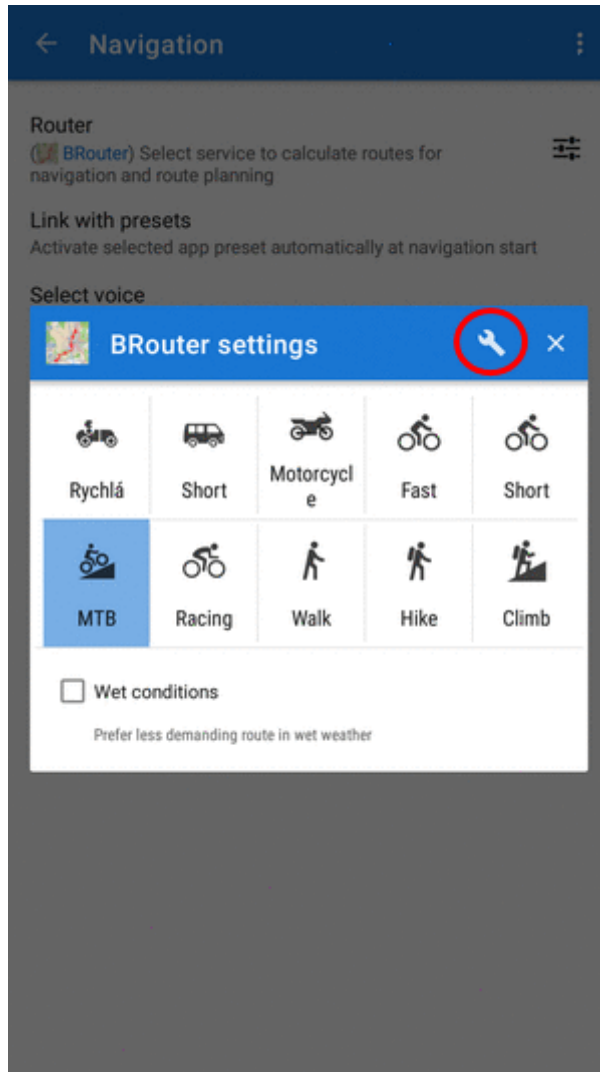 Navigation
Router
(BRouter) Select service to calculate routes for
navigation and route planning
Link with presets
Activate selected app preset automatically at navigation start
Select voice
BRouter settings
Rychlá
Short
Motorcycl
e
Fast
Short
MTB
Racing
Walk
Hike
Climb
Wet conditions
Prefer less demanding route in wet weather